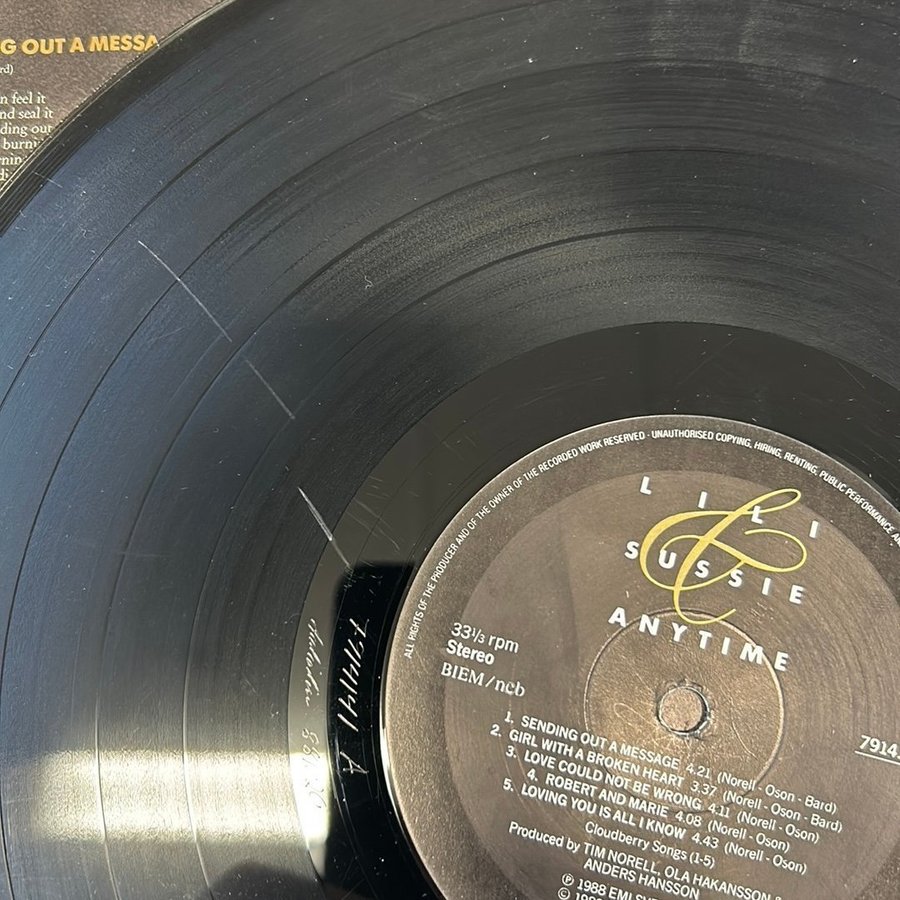 G OUT A MESSA
rd)
n feel it
nd seal it
ding out
burni
ALL RIGHTS OF THE PRODUCER AND OF THE OWNER OF THE RECORDED WORK RESERVED · UNAUTHORISED COPYING, HIRING, RENTING, PUBLIC PERFORMANCE
LILI
&
SUSSIE
ANYTIME
33⅓ rpm
Stereo
BIEM/ncb
7914
1. SENDING OUT A MESSAGE 4.21 (Norell - Oson - Bard)
2. GIRL WITH A BROKEN HEART 3.37 (Norell - Oson - Bard)
3. LOVE COULD NOT BE WRONG 4.11 (Norell - Oson)
4. ROBERT AND MARIE 4.08 (Norell - Oson)
5. LOVING YOU IS ALL I KNOW 4.43 (Norell - Oson)
Cloudberry Songs (1-5)
Produced by TIM NORELL, OLA HAKANSSON &
ANDERS HANSSON
℗ 1988 EMI